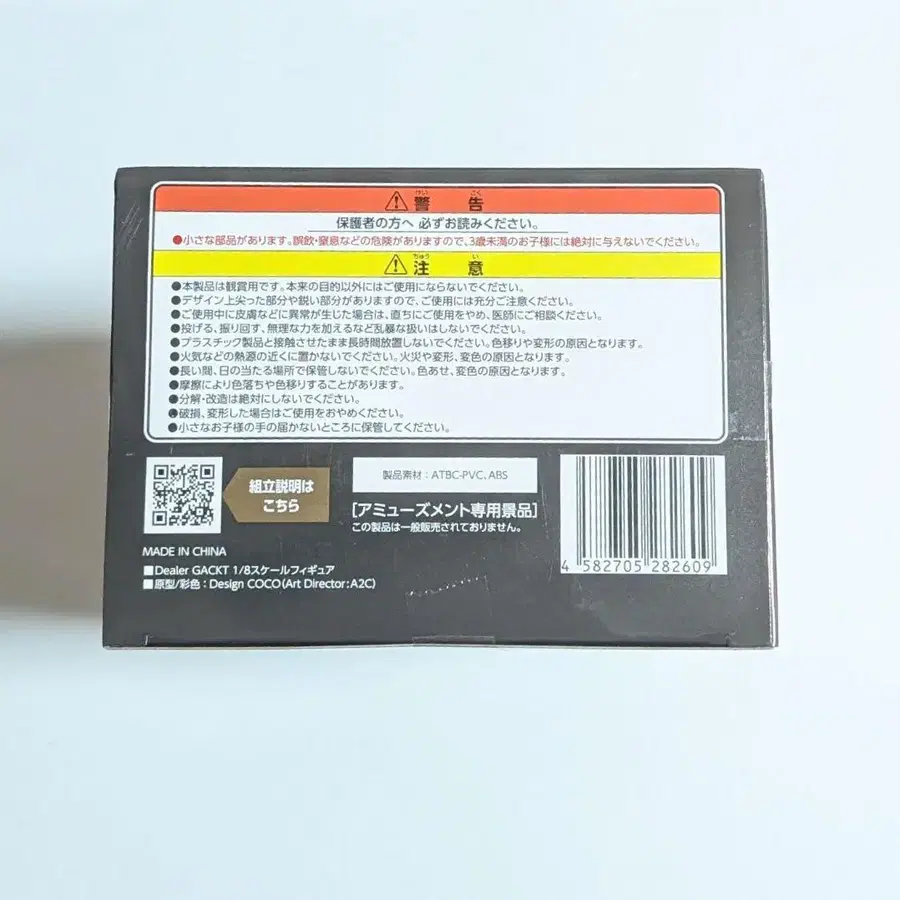 ⚠警告
けい こく
保護者の方へ 必ずお読みください。
●小さな部品があります。誤飲・窒息などの危険がありますので、3歳未満のお子様には絶対に与えないでください。
⚠注意
ちゅう い
●本製品は観賞用です。本来の目的以外にはご使用にならないでください。
●デザイン上尖った部分や鋭い部分がありますので、ご使用には充分ご注意ください。
●ご使用中に皮膚などに異常が生じた場合は、直ちにご使用をやめ、医師にご相談ください。
●投げる、振り回す、無理な力を加えるなど乱暴な扱いはしないでください。
●プラスチック製品と接触させたまま長時間放置しないでください。色移りや変形の原因となります。
●火気などの熱源の近くに置かないでください。火災や変形、変色の原因となります。
●長い間、日の当たる場所で保管しないでください。色あせ、変色の原因となります。
●摩擦により色落ちや色移りすることがあります。
●分解・改造は絶対にしないでください。
●破損、変形した場合はご使用をおやめください。
●小さなお子様の手の届かないところに保管してください。
組立説明は
こちら
製品素材：ATBC-PVC、ABS
[アミューズメント専用景品]
この製品は一般販売されておりません。
MADE IN CHINA
■Dealer GACKT 1/8スケールフィギュア
■原型/彩色：Design COCO(Art Director:A2C)
4 582705 282609